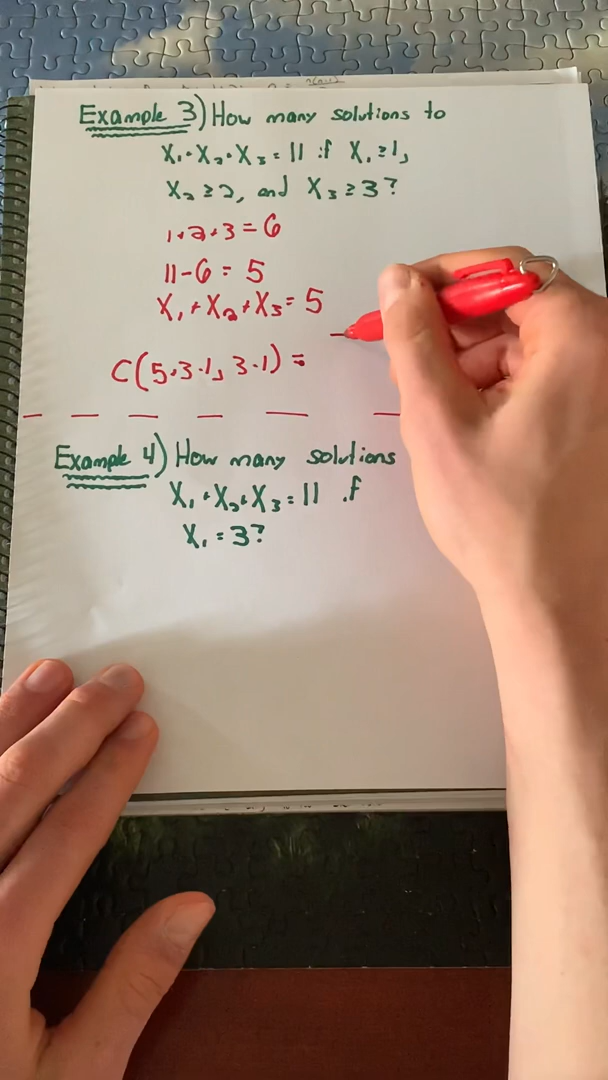 Example 3) How many solutions to
X₁+X₂+X₃=11 if X₁≥1,
X₂≥2, and X₃≥3?
1+2+3=6
11-6=5
X₁+X₂+X₃=5
C(5+3-1, 3-1)=
Example 4) How many solutions
X₁+X₂+X₃=11 if
X₁=3?